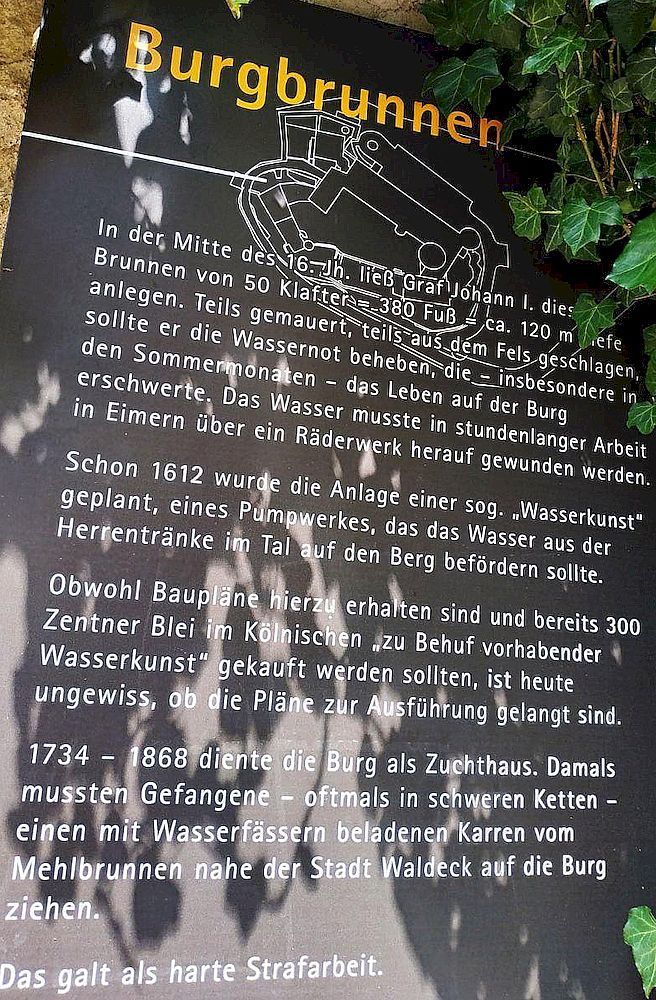 Burgbrunnen
In der Mitte des 16. Jh. ließ Graf Johann I.
Brunnen von 50 Klafter = 380 Fuß = ca. 120 m
anlegen. Teils gemauert, teils aus dem Fels geschlagen,
sollte er die Wassernot beheben, die – insbesondere in
den Sommermonaten – das Leben auf der Burg
erschwerte. Das Wasser musste in stundenlanger Arbeit
in Eimern über ein Räderwerk herauf gewunden werden.
Schon 1612 wurde die Anlage einer sog. „Wasserkunst“
geplant, eines Pumpwerkes, das das Wasser aus der
Herrentränke im Tal auf den Berg befördern sollte.
Obwohl Baupläne hierzu erhalten sind und bereits 300
Zentner Blei im Kölnischen „zu Behuf vorhabender
Wasserkunst“ gekauft werden sollten, ist heute
ungewiss, ob die Pläne zur Ausführung gelangt sind.
1734 – 1868 diente die Burg als Zuchthaus. Damals
mussten Gefangene – oftmals in schweren Ketten –
einen mit Wasserfässern beladenen Karren vom
Mehlbrunnen nahe der Stadt Waldeck auf die Burg
ziehen.
Das galt als harte Strafarbeit.